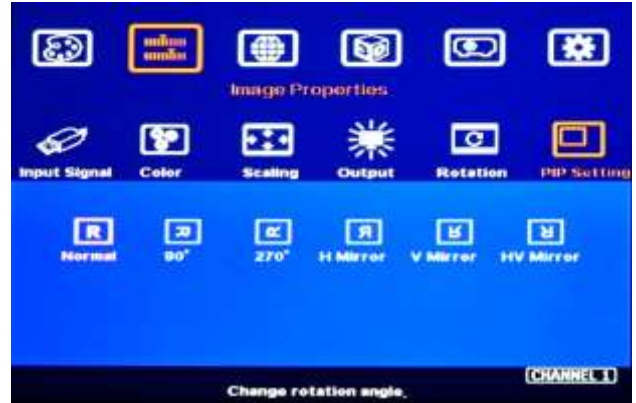 Image Properties
Input Signal Color Scaling Output Rotation PIP Setting
R R R R R R
Normal 90° 270° H Mirror V Mirror HV Mirror
CHANNEL 1
Change rotation angle.